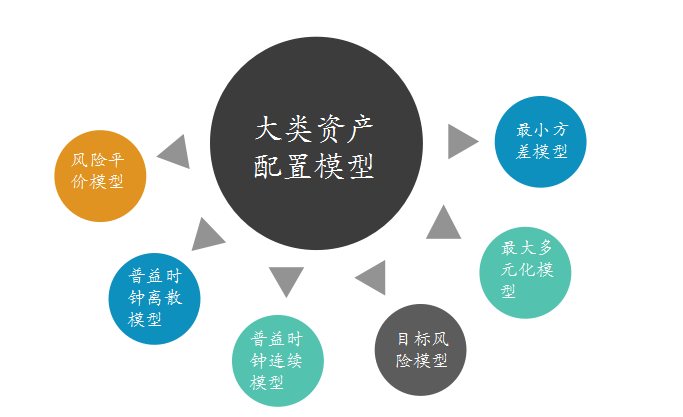 大类资产
配置模型
风险平
价模型
普益时
钟离散
模型
普益时
钟连续
模型
目标风
险模型
最大多
元化模
型
最小方
差模型